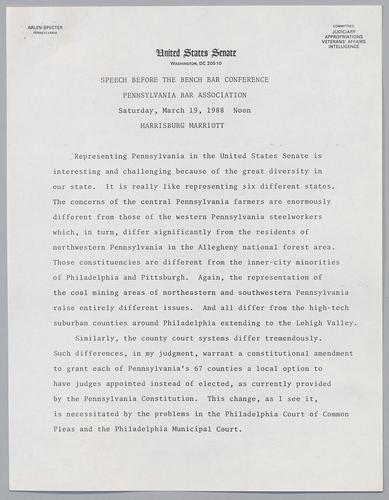 ARLEN SPECTER
PENNSYLVANIA
COMMITTEES:
JUDICIARY
APPROPRIATIONS
VETERANS' AFFAIRS
INTELLIGENCE
United States Senate
WASHINGTON, DC 20510
SPEECH BEFORE THE BENCH BAR CONFERENCE
PENNSYLVANIA BAR ASSOCIATION
Saturday, March 19, 1988 Noon
HARRISBURG MARRIOTT
Representing Pennsylvania in the United States Senate is
interesting and challenging because of the great diversity in
our state. It is really like representing six different states.
The concerns of the central Pennsylvania farmers are enormously
different from those of the western Pennsylvania steelworkers
which, in turn, differ significantly from the residents of
northwestern Pennsylvania in the Allegheny national forest area.
Those constituencies are different from the inner-city minorities
of Philadelphia and Pittsburgh. Again, the representation of
the coal mining areas of northeastern and southwestern Pennsylvania
raise entirely different issues. And all differ from the high-tech
suburban counties around Philadelphia extending to the Lehigh Valley.
Similarly, the county court systems differ tremendously.
Such differences, in my judgment, warrant a constitutional amendment
to grant each of Pennsylvania's 67 counties a local option to
have judges appointed instead of elected, as currently provided
by the Pennsylvania Constitution. This change, as I see it,
is necessitated by the problems in the Philadelphia Court of Common
Pleas and the Philadelphia Municipal Court.